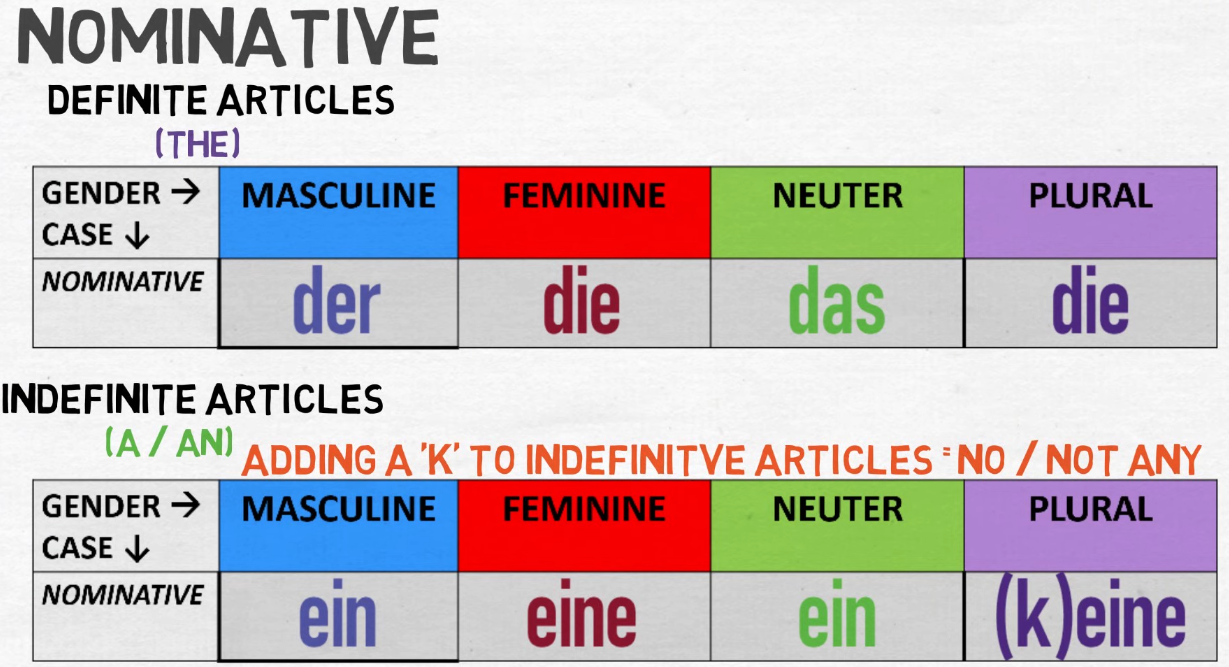 NOMINATIVE
DEFINITE ARTICLES
(THE)
GENDER → MASCULINE FEMININE NEUTER PLURAL
CASE ↓
NOMINATIVE der die das die
INDEFINITE ARTICLES
(A / AN) ADDING A 'K' TO INDEFINITVE ARTICLES = NO / NOT ANY
GENDER → MASCULINE FEMININE NEUTER PLURAL
CASE ↓
NOMINATIVE ein eine ein (k)eine